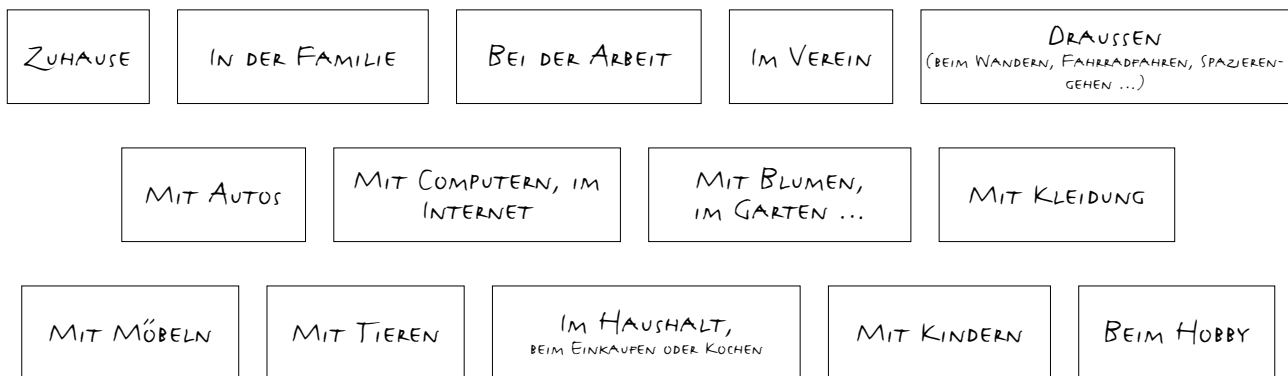 Zuhause
In der Familie
Bei der Arbeit
Im Verein
Draussen
(beim Wandern, Fahrradfahren, Spazieren-
gehen ...)
Mit Autos
Mit Computern, im
Internet
Mit Blumen,
im Garten ...
Mit Kleidung
Mit Möbeln
Mit Tieren
Im Haushalt,
beim Einkaufen oder Kochen
Mit Kindern
Beim Hobby